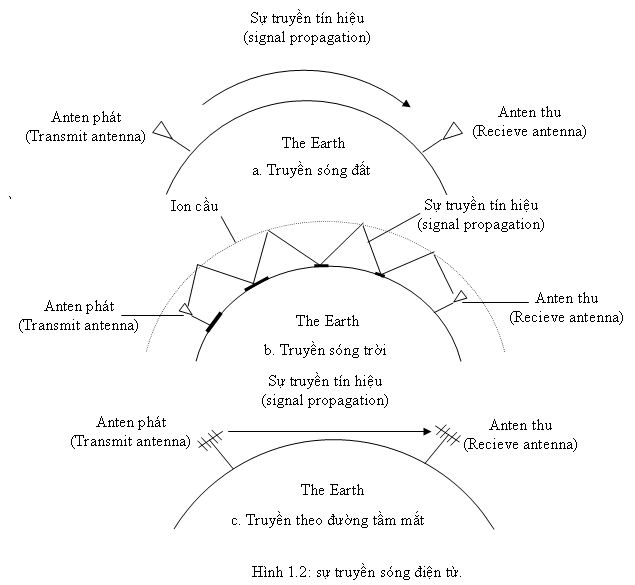 Sự truyền tín hiệu
(signal propagation)
Anten phát
(Transmit antenna)
Anten thu
(Recieve antenna)
The Earth
a. Truyền sóng đất
Ion cầu
Sự truyền tín hiệu
(signal propagation)
Anten phát
(Transmit antenna)
Anten thu
(Recieve antenna)
The Earth
b. Truyền sóng trời
Sự truyền tín hiệu
(signal propagation)
Anten phát
(Transmit antenna)
Anten thu
(Recieve antenna)
The Earth
c. Truyền theo đường tầm mắt
Hình 1.2: sự truyền sóng điện từ.